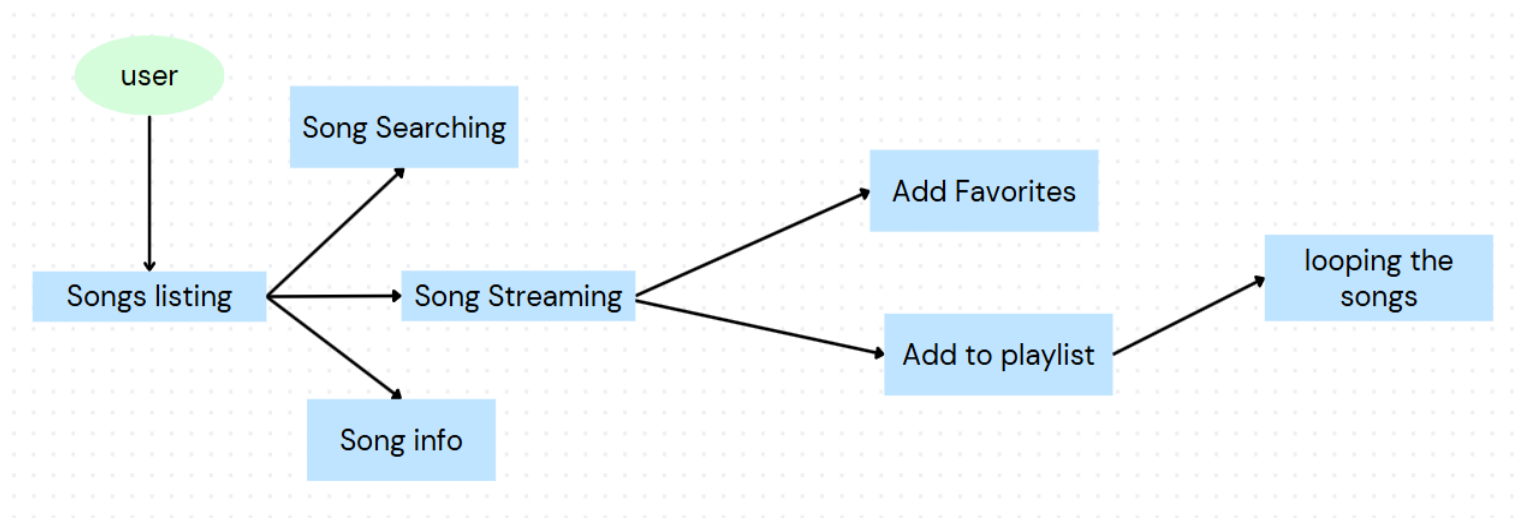 user
Song Searching
Songs listing
Song Streaming
Song info
Add Favorites
Add to playlist
looping the
songs